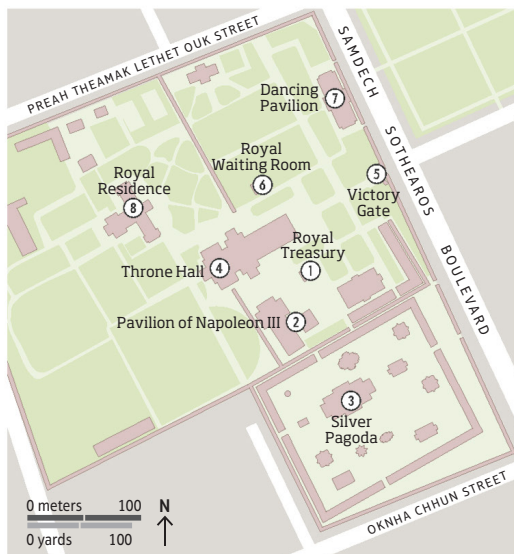 PREAH THEAMAK LETHET OUK STREET
SAMDECH SOTHEAROS BOULEVARD
Dancing
Pavilion
7
Royal
Waiting Room
6
5
Victory
Gate
Royal
Residence
8
Royal
Treasury
1
Throne Hall
4
Pavilion of Napoleon III
2
3
Silver
Pagoda
0 meters 100
0 yards 100
N
OKNHA CHHUN STREET